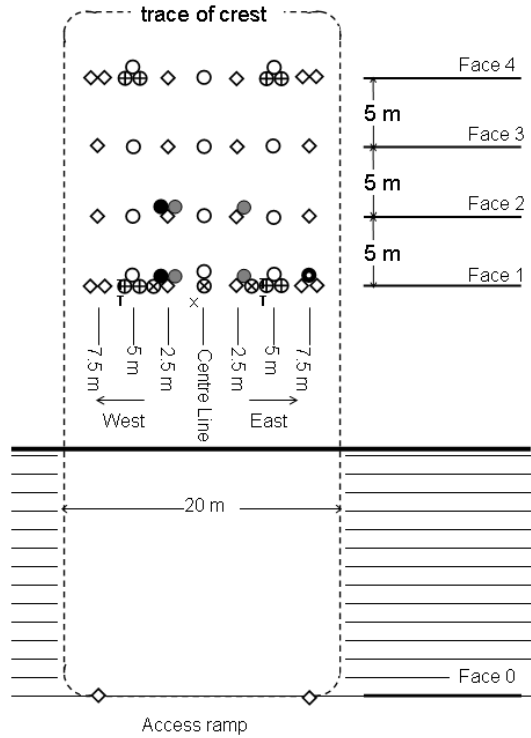 trace of crest
Face 4
5 m
Face 3
5 m
Face 2
5 m
Face 1
T
T
x
7.5 m
5 m
2.5 m
Centre Line
2.5 m
5 m
7.5 m
West
East
20 m
Face 0
Access ramp